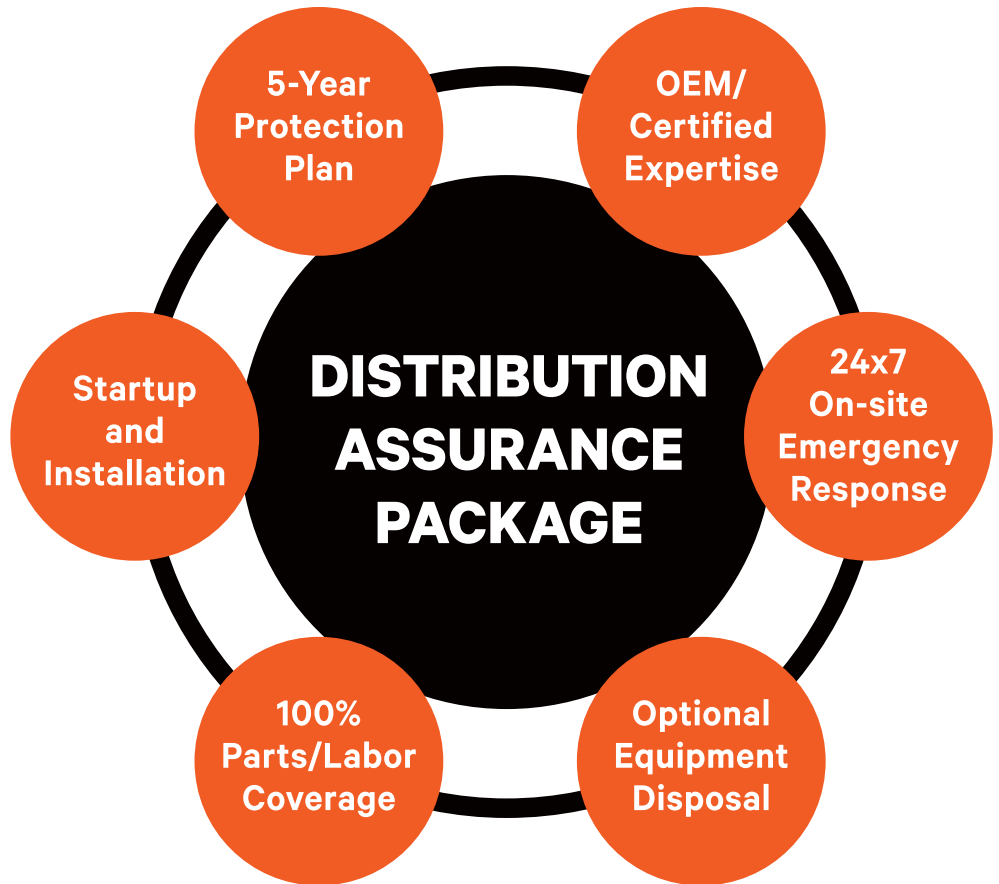 5-Year
Protection
Plan
OEM/
Certified
Expertise
Startup
and
Installation
DISTRIBUTION
ASSURANCE
PACKAGE
24x7
On-site
Emergency
Response
100%
Parts/Labor
Coverage
Optional
Equipment
Disposal